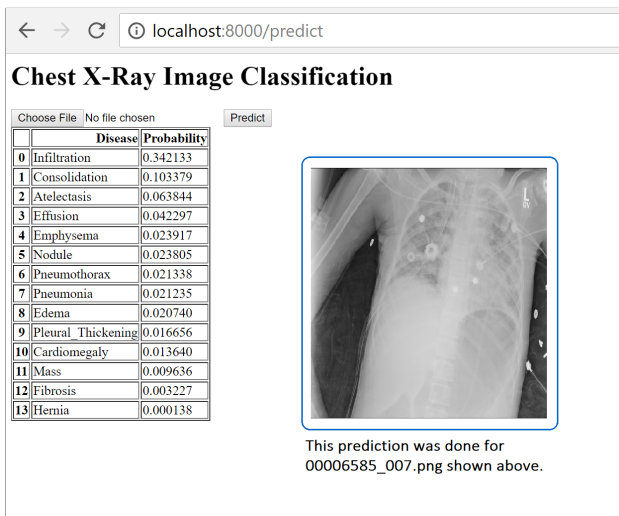 localhost:8000/predict
Chest X-Ray Image Classification
Choose File No file chosen Predict
Disease Probability
0 Infiltration 0.342133
1 Consolidation 0.103379
2 Atelectasis 0.063844
3 Effusion 0.042297
4 Emphysema 0.023917
5 Nodule 0.023805
6 Pneumothorax 0.021338
7 Pneumonia 0.021235
8 Edema 0.020740
9 Pleural_Thickening 0.016656
10 Cardiomegaly 0.013640
11 Mass 0.009636
12 Fibrosis 0.003227
13 Hernia 0.000138
L
This prediction was done for
00006585_007.png shown above.